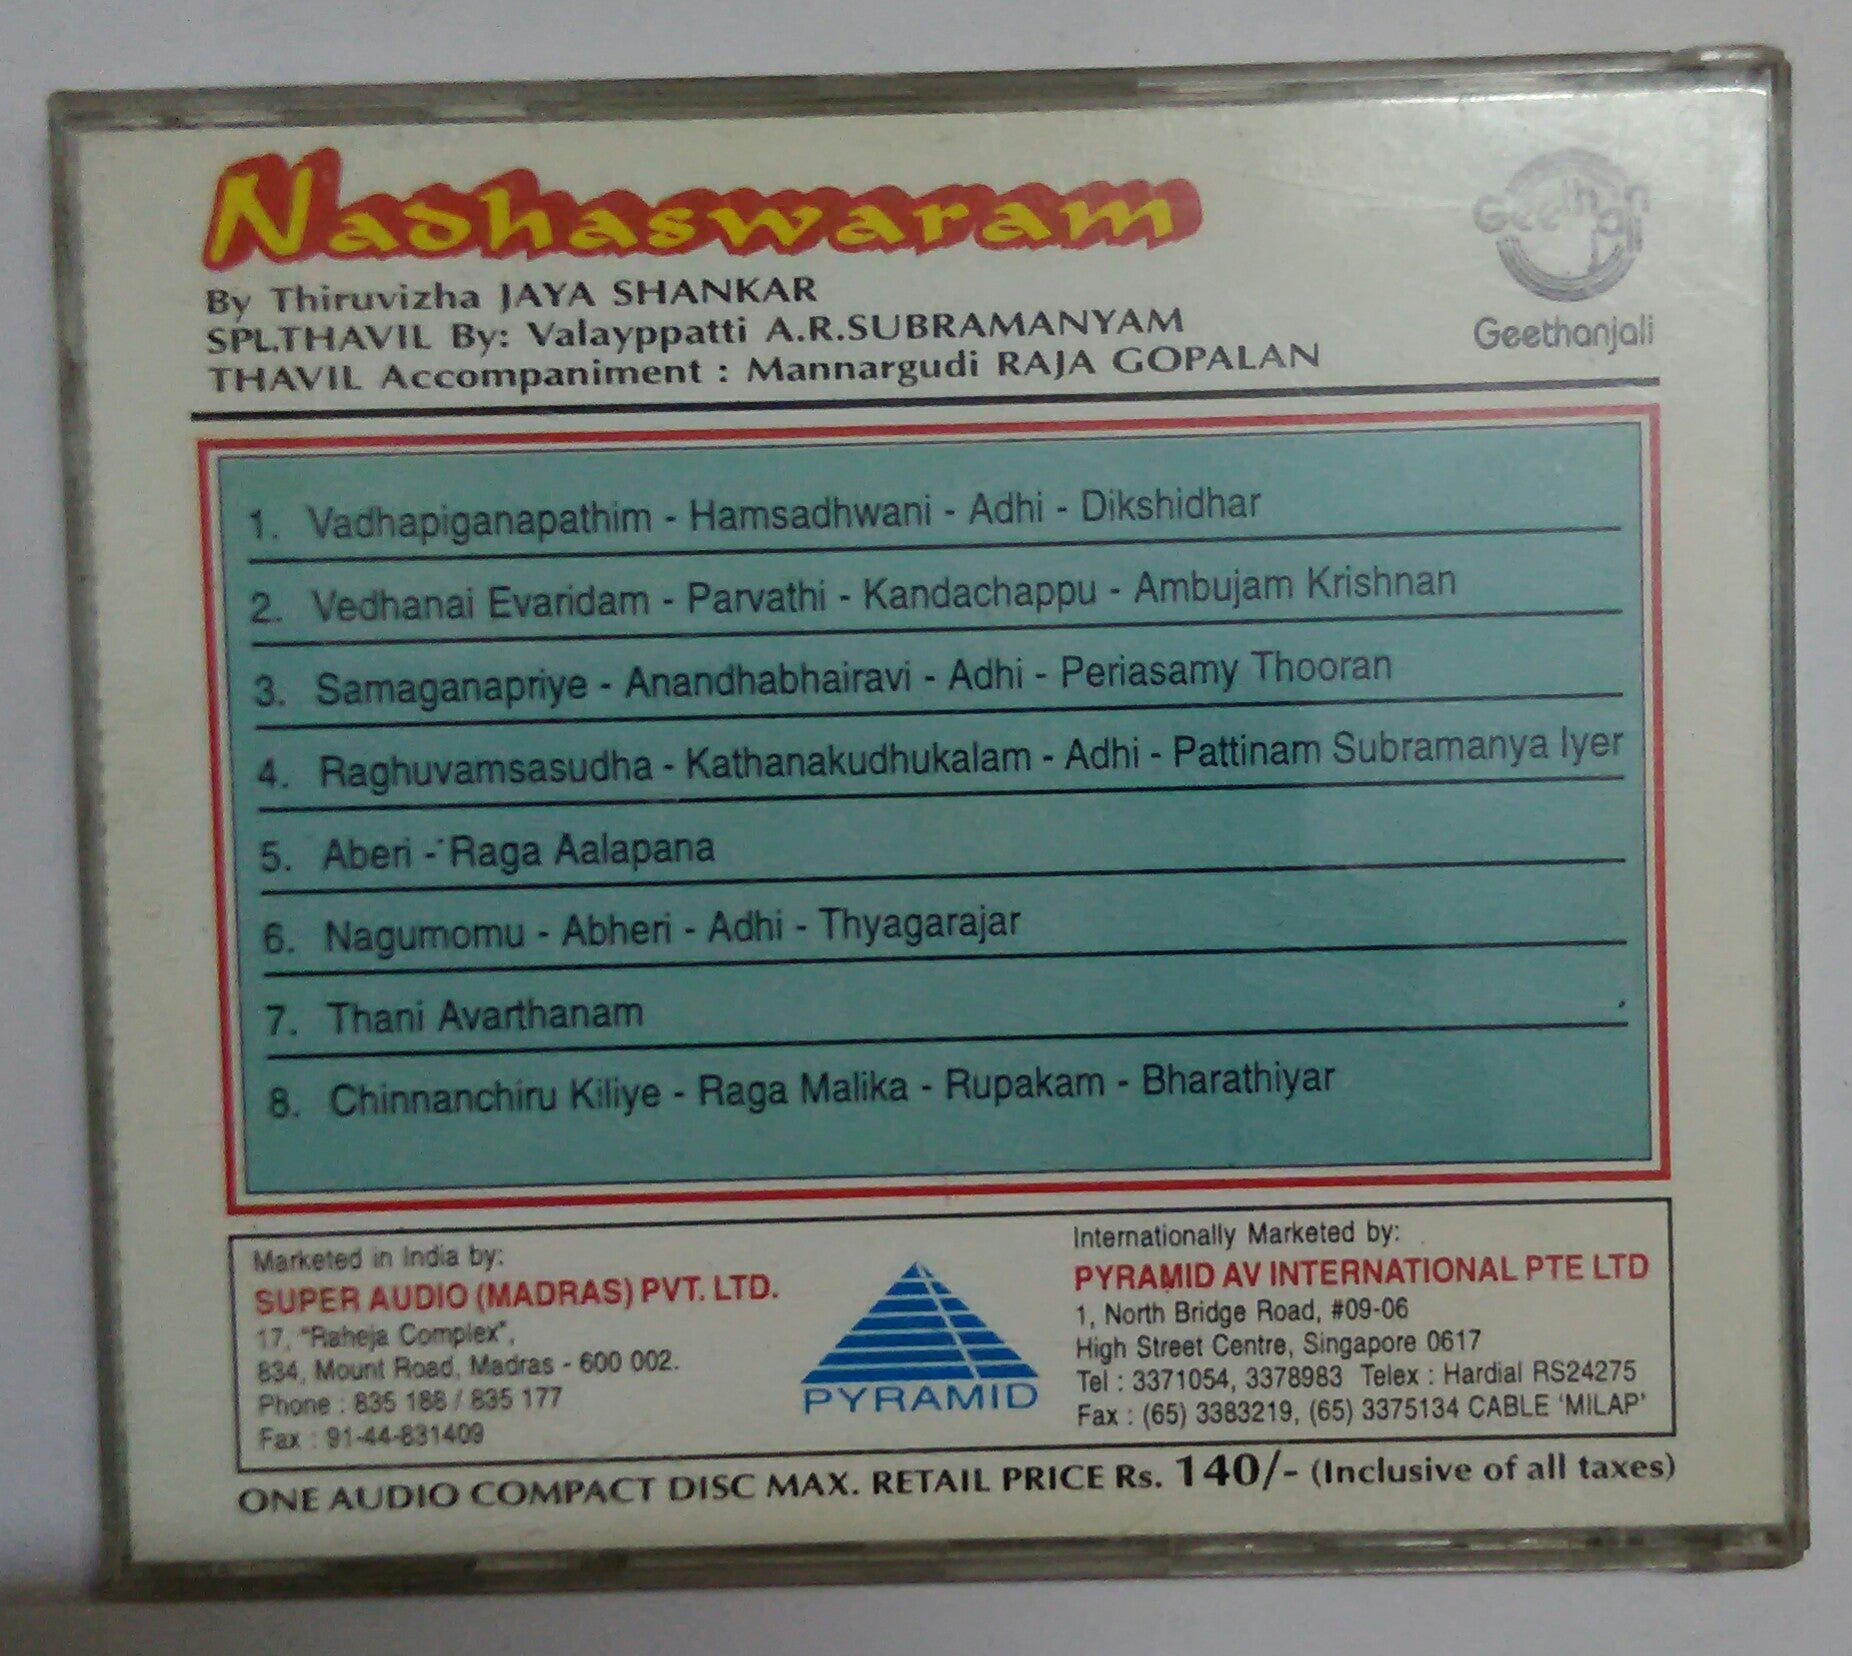 Nadhaswaram
By Thiruvizha JAYA SHANKAR
SPL.THAVIL By: Valayppatti A.R.SUBRAMANYAM
THAVIL Accompaniment : Mannargudi RAJA GOPALAN
Geethanjali
Geethanjali
1. Vadhapiganapathim - Hamsadhwani - Adhi - Dikshidhar
2. Vedhanai Evaridam - Parvathi - Kandachappu - Ambujam Krishnan
3. Samaganapriye - Anandhabhairavi - Adhi - Periasamy Thooran
4. Raghuvamsasudha - Kathanakudhukalam - Adhi - Pattinam Subramanya Iyer
5. Aberi - Raga Aalapana
6. Nagumomu - Abheri - Adhi - Thyagarajar
7. Thani Avarthanam
8. Chinnanchiru Kiliye - Raga Malika - Rupakam - Bharathiyar
Marketed in India by:
SUPER AUDIO (MADRAS) PVT. LTD.
17, "Raheja Complex",
834, Mount Road, Madras - 600 002.
Phone : 835 188 / 835 177
Fax : 91-44-831409
PYRAMID
Internationally Marketed by:
PYRAMID AV INTERNATIONAL PTE LTD
1, North Bridge Road, #09-06
High Street Centre, Singapore 0617
Tel : 3371054, 3378983 Telex : Hardial RS24275
Fax : (65) 3383219, (65) 3375134 CABLE 'MILAP'
ONE AUDIO COMPACT DISC MAX. RETAIL PRICE Rs. 140/- (Inclusive of all taxes)